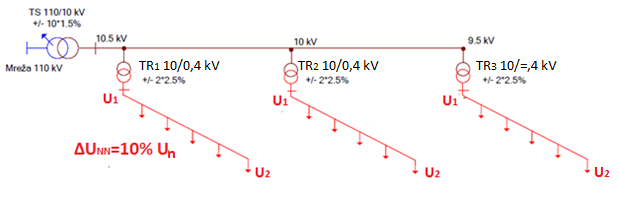 TS 110/10 kV
+/- 10*1.5%
10.5 kV
10 kV
9.5 kV
Mreža 110 kV
TR1 10/0,4 kV
+/- 2*2.5%
TR2 10/0,4 kV
+/- 2*2.5%
TR3 10/=,4 kV
+/- 2*2.5%
U1
U1
U1
ΔUNN=10% Un
U2
U2
U2